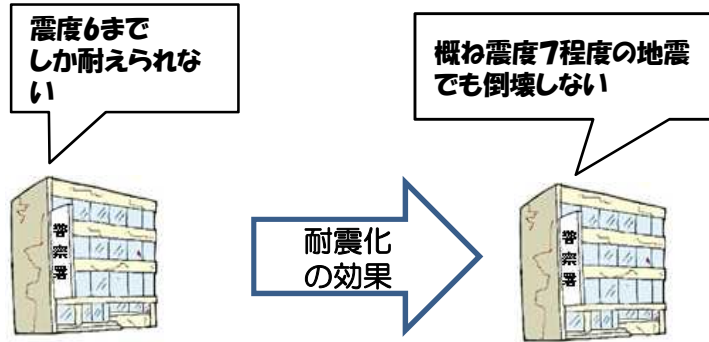 震度6まで
しか耐えられな
い
概ね震度7程度の地震
でも倒壊しない
警察署
耐震化
の効果
警察署